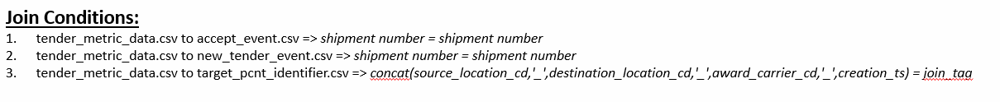 Join Conditions:
1. tender_metric_data.csv to accept_event.csv => shipment number = shipment number
2. tender_metric_data.csv to new_tender_event.csv => shipment number = shipment number
3. tender_metric_data.csv to target_pcnt_identifier.csv => concat(source_location_cd,'_',destination_location_cd,'_',award_carrier_cd,'_',creation_ts) = join_tag